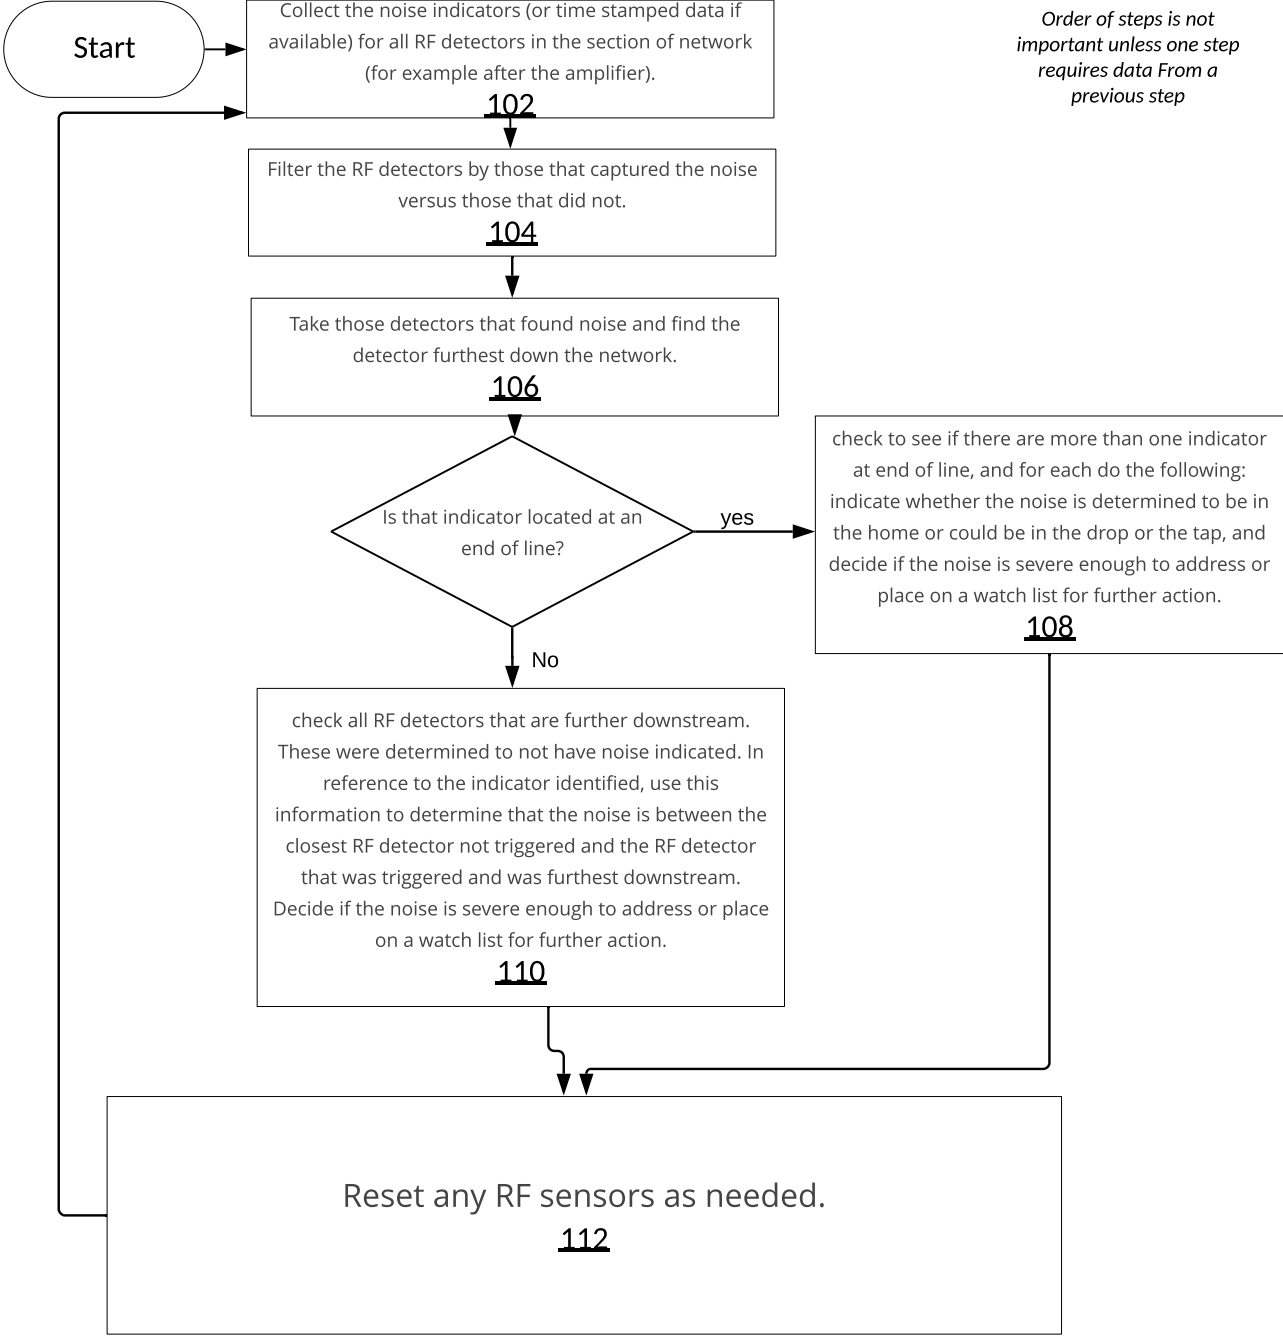 Start
Collect the noise indicators (or time stamped data if
available) for all RF detectors in the section of network
(for example after the amplifier).
102
Order of steps is not
important unless one step
requires data From a
previous step
Filter the RF detectors by those that captured the noise
versus those that did not.
104
Take those detectors that found noise and find the
detector furthest down the network.
106
Is that indicator located at an
end of line?
yes
check to see if there are more than one indicator
at end of line, and for each do the following:
indicate whether the noise is determined to be in
the home or could be in the drop or the tap, and
decide if the noise is severe enough to address or
place on a watch list for further action.
108
No
check all RF detectors that are further downstream.
These were determined to not have noise indicated. In
reference to the indicator identified, use this
information to determine that the noise is between the
closest RF detector not triggered and the RF detector
that was triggered and was furthest downstream.
Decide if the noise is severe enough to address or place
on a watch list for further action.
110
Reset any RF sensors as needed.
112